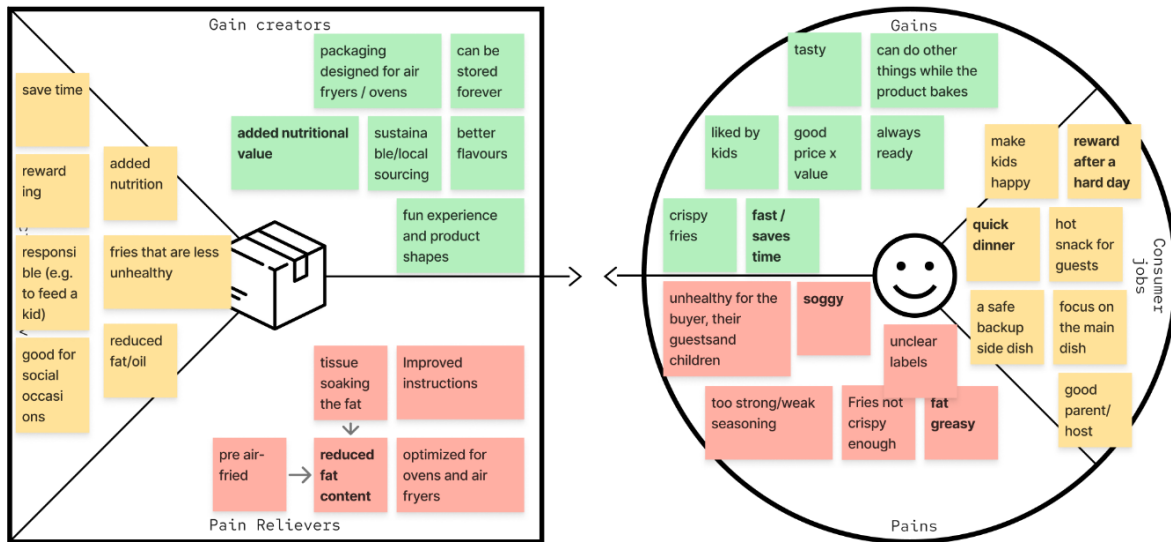 Gain creators
save time
reward
ing
added
nutrition
responsi
ble (e.g.
to feed a
kid)
fries that are less
unhealthy
good for
social
occasi
ons
reduced
fat/oil
packaging
designed for air
fryers / ovens
can be
stored
forever
added nutritional
value
sustaina
ble/local
sourcing
better
flavours
fun experience
and product
shapes
tissue
soaking
the fat
Improved
instructions
pre air-
fried
reduced
fat
content
optimized for
ovens and air
fryers
Pain Relievers
Gains
tasty
can do other
things while the
product bakes
liked by
kids
good
price x
value
always
ready
crispy
fries
fast /
saves
time
make
kids
happy
reward
after a
hard day
quick
dinner
hot
snack for
guests
a safe
backup
side dish
focus on
the main
dish
good
parent/
host
Consumer
jobs
unhealthy for the
buyer, their
guestsand
children
soggy
unclear
labels
too strong/weak
seasoning
Fries not
crispy
enough
fat
greasy
Pains